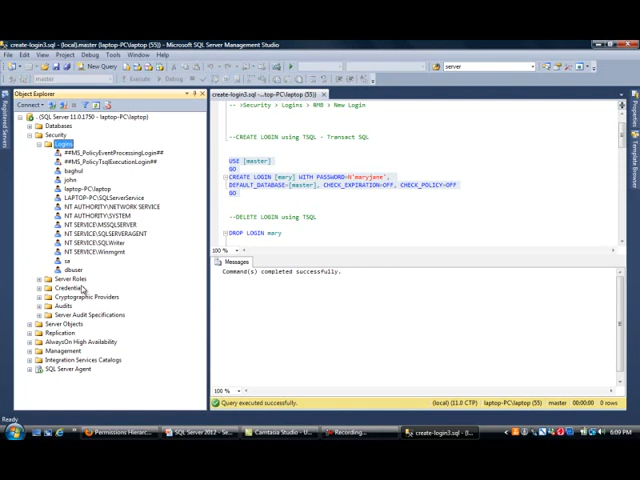 create-login3.sql - (local).master (laptop-PC\laptop (55)) - Microsoft SQL Server Management Studio
File Edit View Project Debug Tools Window Help
New Query
server
master
Execute
Debug
Registered Servers
Object Explorer
Connect
(SQL Server 11.0.1750 - laptop-PC\laptop)
Databases
Security
Logins
##MS_PolicyEventProcessingLogin##
##MS_PolicyTsqlExecutionLogin##
baghul
john
laptop-PC\laptop
LAPTOP-PC\SQLServerService
NT AUTHORITY\NETWORK SERVICE
NT AUTHORITY\SYSTEM
NT SERVICE\MSSQLSERVER
NT SERVICE\SQLSERVERAGENT
NT SERVICE\SQLWriter
NT SERVICE\Winmgmt
sa
dbuser
Server Roles
Credentials
Cryptographic Providers
Audits
Server Audit Specifications
Server Objects
Replication
AlwaysOn High Availability
Management
Integration Services Catalogs
SQL Server Agent
create-login3.sql -...top-PC\laptop (55))
-- >Security > Logins > RMB > New Login
--CREATE LOGIN using TSQL - Transact SQL
USE [master]
GO
CREATE LOGIN [mary] WITH PASSWORD=N'maryjane',
DEFAULT_DATABASE=[master], CHECK_EXPIRATION=OFF, CHECK_POLICY=OFF
GO
--DELETE LOGIN using TSQL
DROP LOGIN mary
100 %
Messages
Command(s) completed successfully.
100 %
Query executed successfully.
(local) (11.0 CTP) laptop-PC\laptop (55) master 00:00:00 0 rows
Properties
Template Browser
Ready
Permissions Hierarc...
SQL Server 2012 - Se...
Camtasia Studio - U...
Recording...
create-login3.sql - (l...
6:09 PM